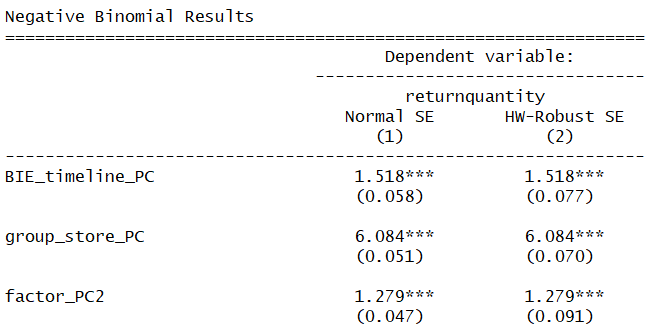 Negative Binomial Results
================================================================
Dependent variable:
---------------------------------
returnquantity
Normal SE HW-Robust SE
(1) (2)
----------------------------------------------------------------
BIE_timeline_PC 1.518*** 1.518***
(0.058) (0.077)
group_store_PC 6.084*** 6.084***
(0.051) (0.070)
factor_PC2 1.279*** 1.279***
(0.047) (0.091)